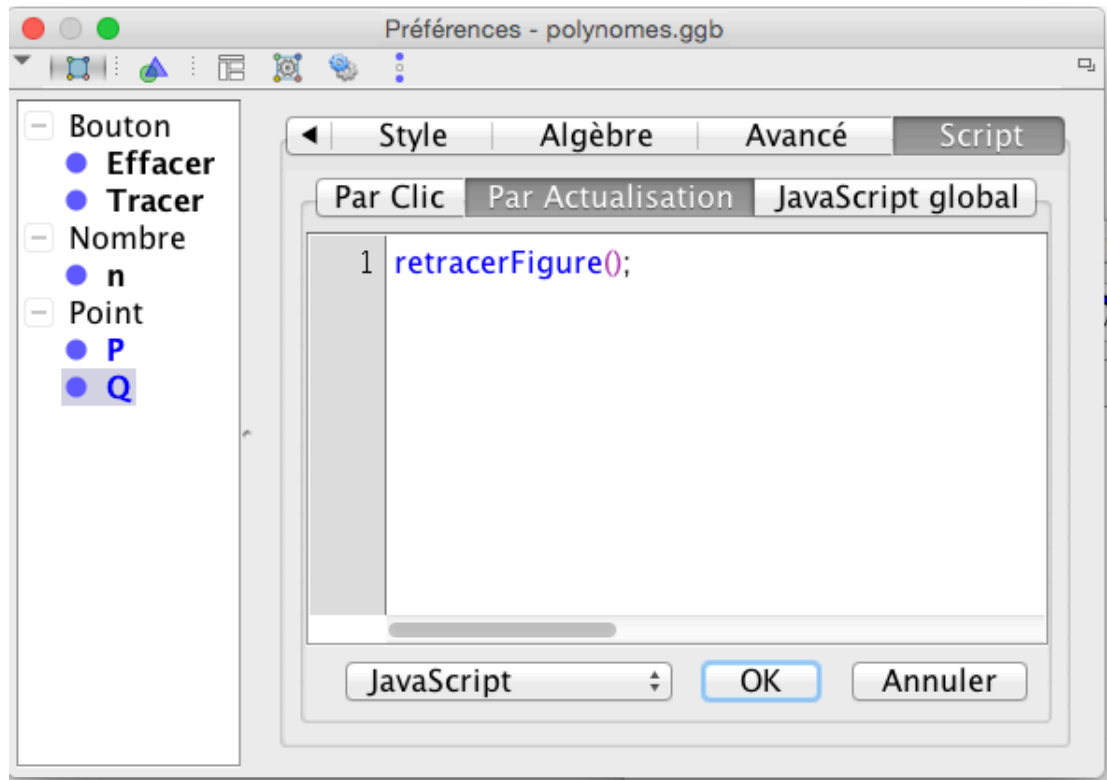 Préférences - polynomes.ggb
Bouton
Effacer
Tracer
Nombre
n
Point
P
Q
Style Algèbre Avancé Script
Par Clic Par Actualisation JavaScript global
1 retracerFigure();
JavaScript OK Annuler